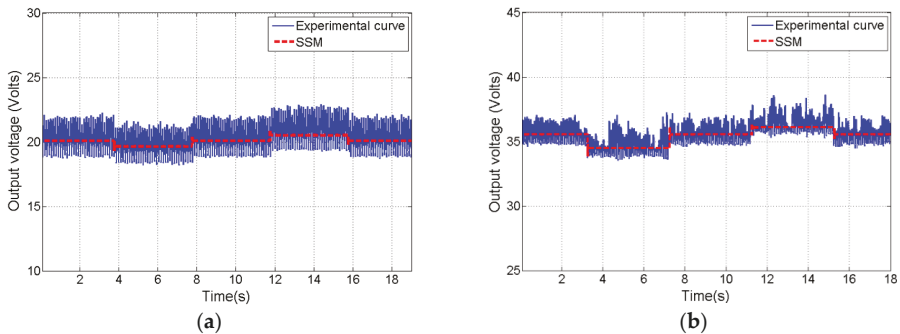 30
25
20
15
10
Output voltage (Volts)
Experimental curve
SSM
2 4 6 8 10 12 14 16 18
Time(s)
(a)
45
40
35
30
25
Output voltage (Volts)
Experimental curve
SSM
2 4 6 8 10 12 14 16 18
Time(s)
(b)